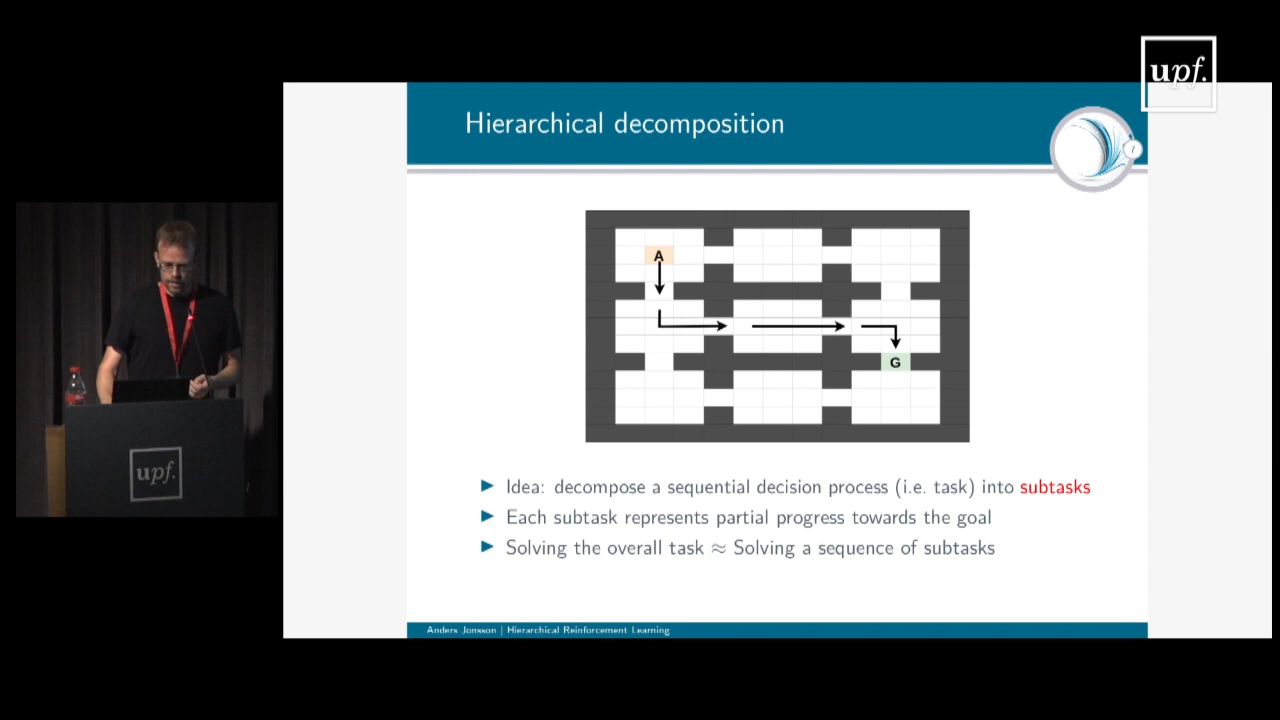 upf.
Hierarchical decomposition
A
G
Idea: decompose a sequential decision process (i.e. task) into subtasks
Each subtask represents partial progress towards the goal
Solving the overall task ≈ Solving a sequence of subtasks
Anders Jonsson | Hierarchical Reinforcement Learning
upf.